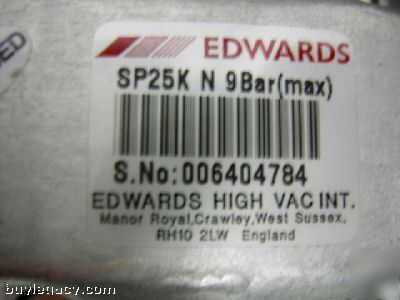 EDWARDS
SP25K N 9Bar(max)
S.No:006404784
EDWARDS HIGH VAC INT.
Manor Royal,Crawley,West Sussex,
RH10 2LW England
buylegacy.com